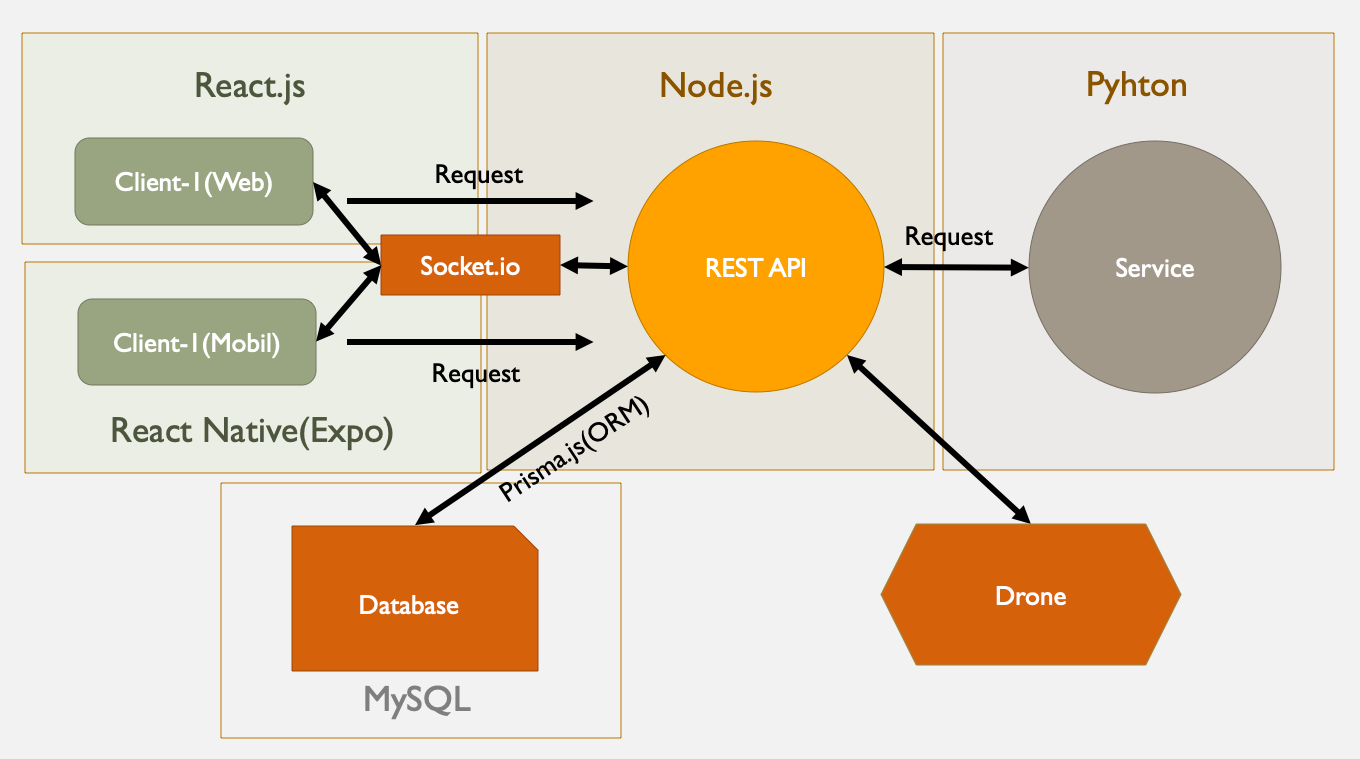 React.js
Node.js
Pyhton
Client-1(Web)
Request
Socket.io
REST API
Request
Service
Client-1(Mobil)
Request
React Native(Expo)
Prisma.js(ORM)
Database
MySQL
Drone